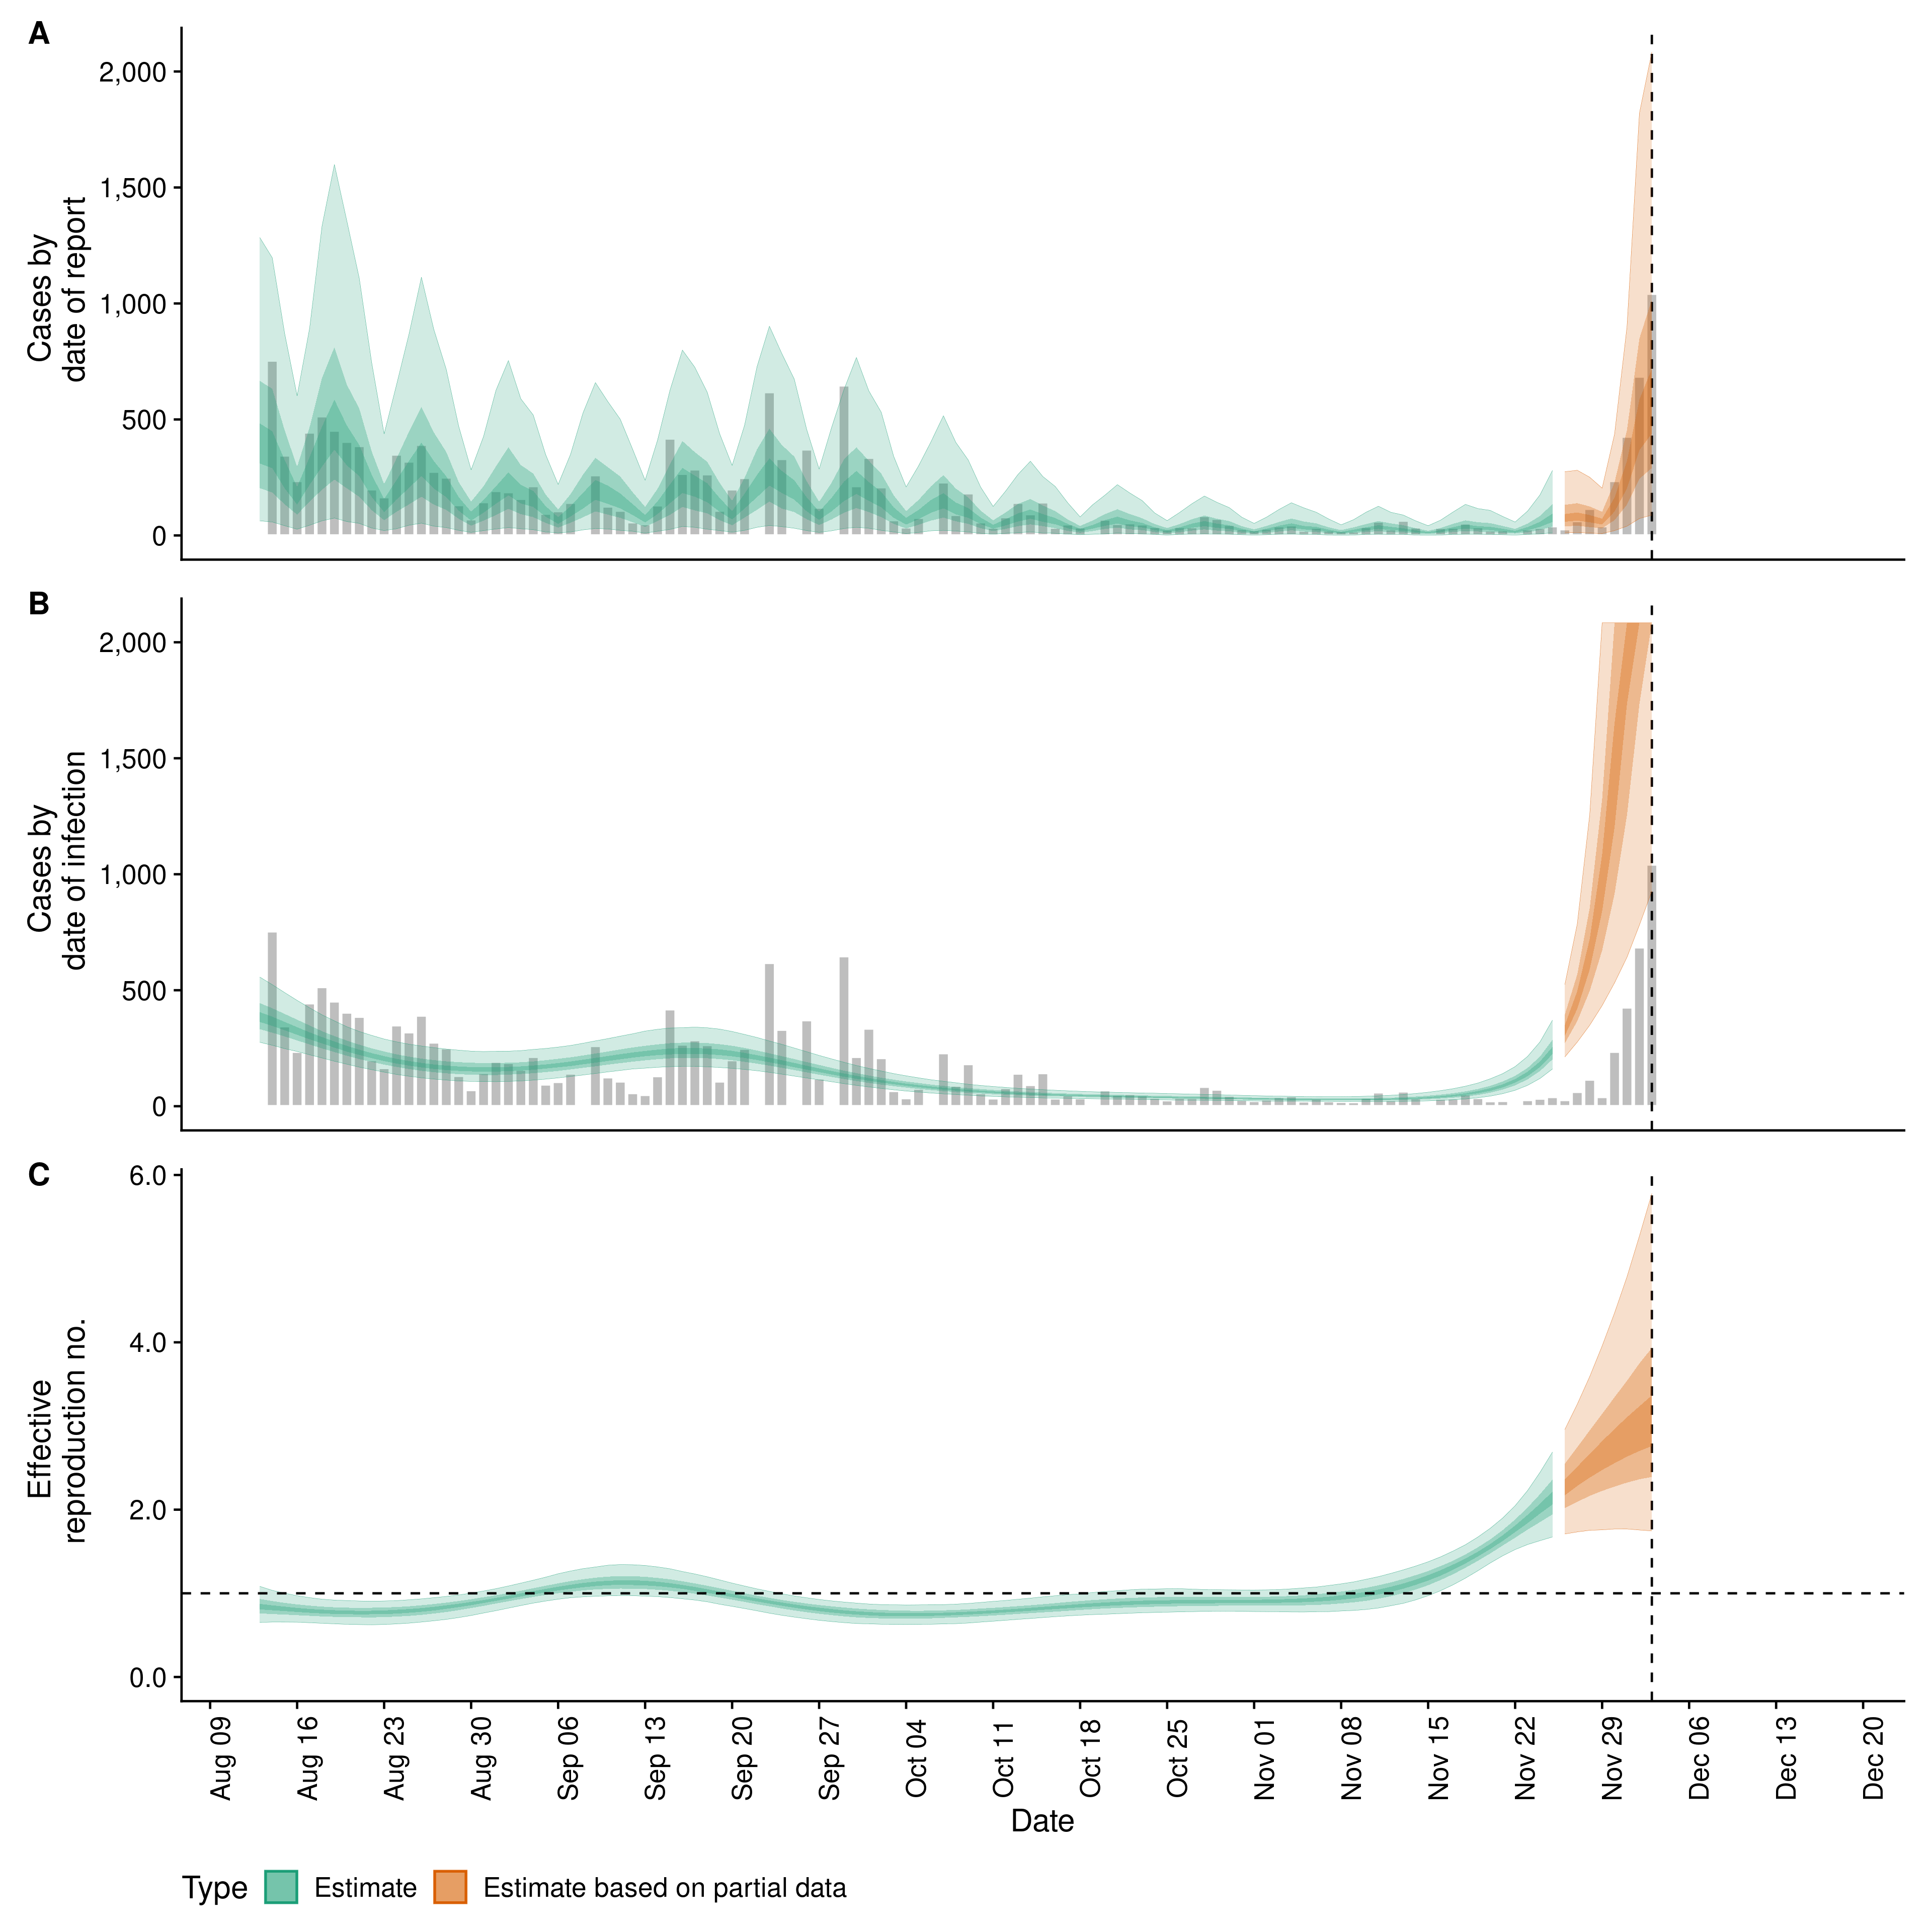 A
Cases by
date of report
2,000
1,500
1,000
500
0
B
Cases by
date of infection
2,000
1,500
1,000
500
0
C
Effective
reproduction no.
6.0
4.0
2.0
0.0
Aug 09
Aug 16
Aug 23
Aug 30
Sep 06
Sep 13
Sep 20
Sep 27
Oct 04
Oct 11
Oct 18
Oct 25
Nov 01
Nov 08
Nov 15
Nov 22
Nov 29
Dec 06
Dec 13
Dec 20
Date
Type Estimate Estimate based on partial data